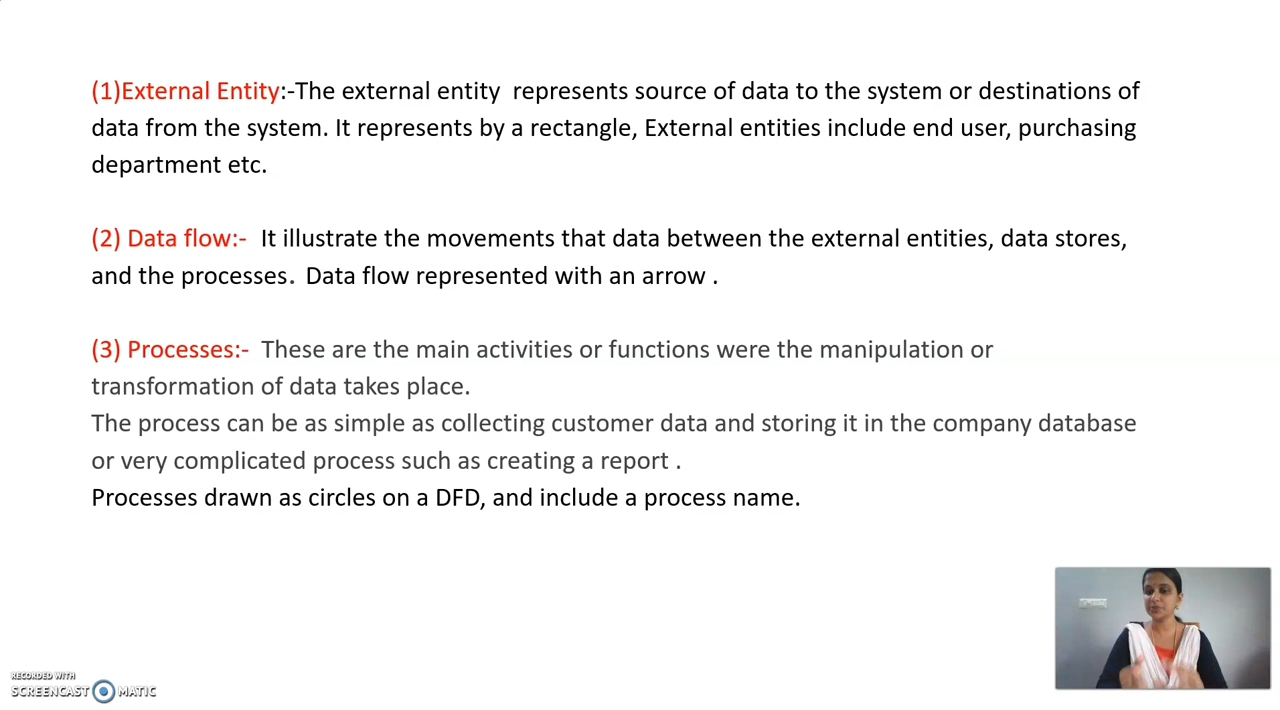 (1)External Entity:-The external entity  represents source of data to the system or destinations of
data from the system. It represents by a rectangle, External entities include end user, purchasing
department etc.
(2) Data flow:-  It illustrate the movements that data between the external entities, data stores,
and the processes.  Data flow represented with an arrow .
(3) Processes:-  These are the main activities or functions were the manipulation or
transformation of data takes place.
The process can be as simple as collecting customer data and storing it in the company database
or very complicated process such as creating a report .
Processes drawn as circles on a DFD, and include a process name.
RECORDED WITH
SCREENCAST MATIC